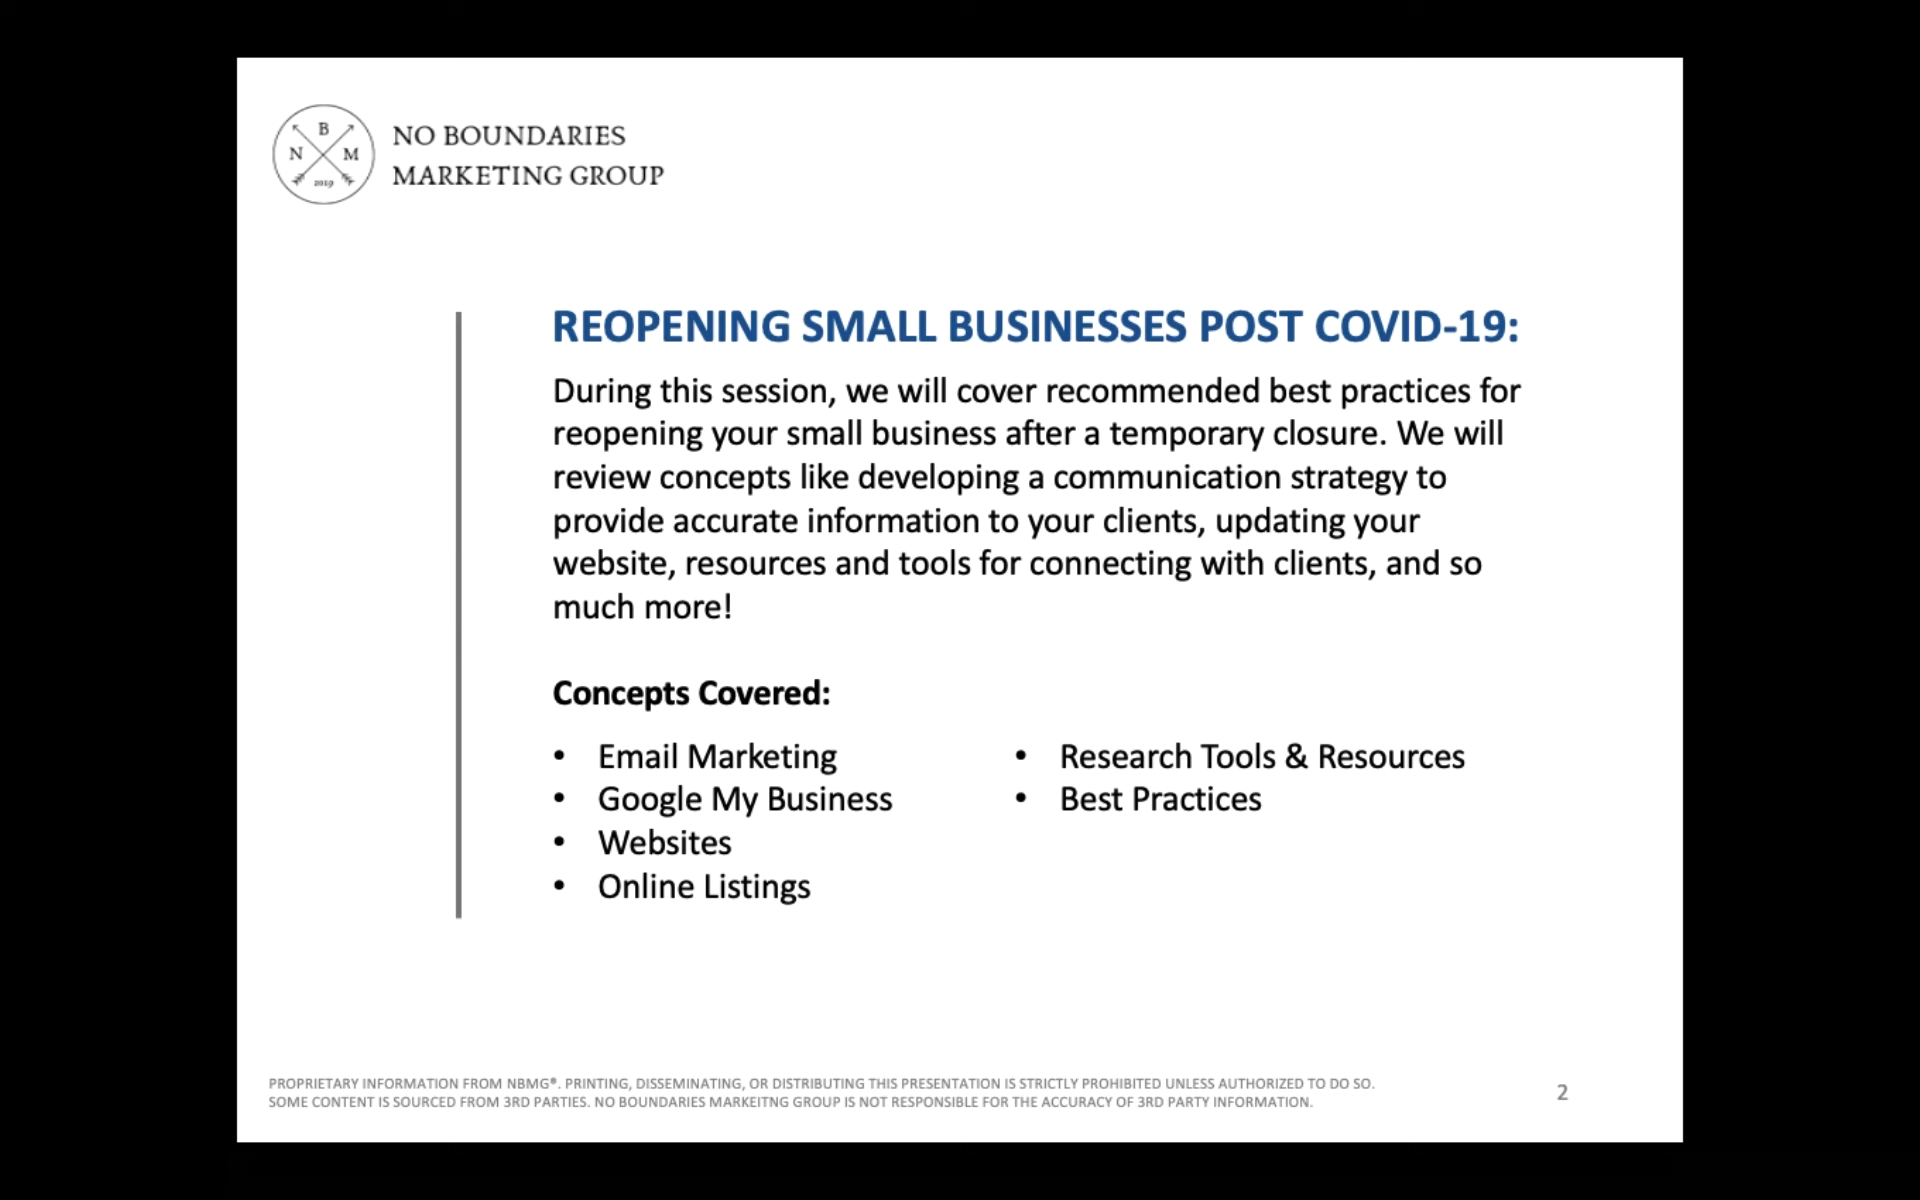 B
N M
2019
NO BOUNDARIES
MARKETING GROUP
REOPENING SMALL BUSINESSES POST COVID-19:
During this session, we will cover recommended best practices for
reopening your small business after a temporary closure. We will
review concepts like developing a communication strategy to
provide accurate information to your clients, updating your
website, resources and tools for connecting with clients, and so
much more!
Concepts Covered:
• Email Marketing
• Google My Business
• Websites
• Online Listings
• Research Tools & Resources
• Best Practices
PROPRIETARY INFORMATION FROM NBMG®. PRINTING, DISSEMINATING, OR DISTRIBUTING THIS PRESENTATION IS STRICTLY PROHIBITED UNLESS AUTHORIZED TO DO SO.
SOME CONTENT IS SOURCED FROM 3RD PARTIES. NO BOUNDARIES MARKEITNG GROUP IS NOT RESPONSIBLE FOR THE ACCURACY OF 3RD PARTY INFORMATION.
2